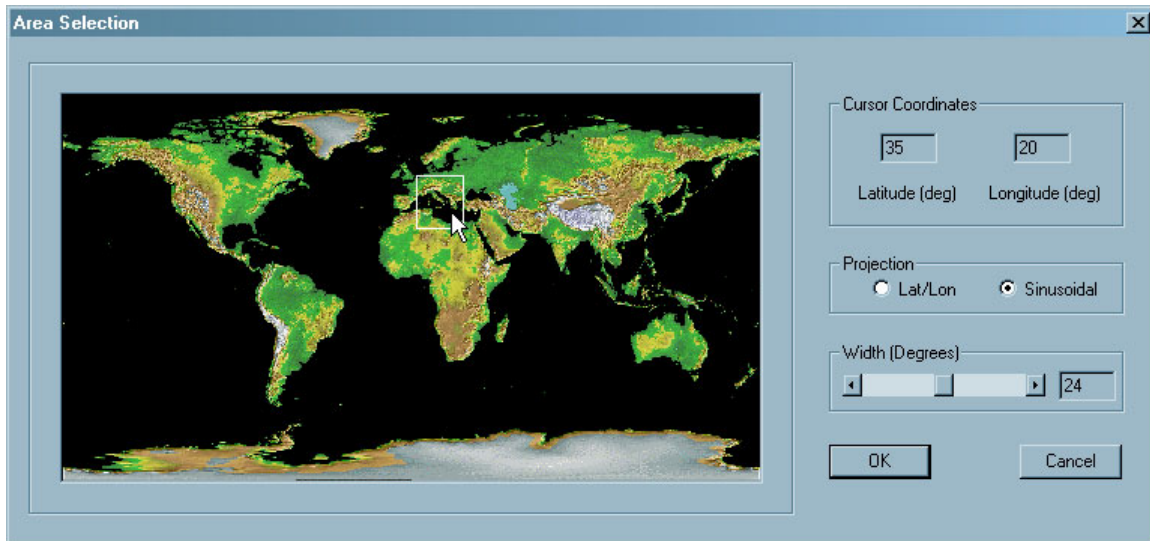 Area Selection
Cursor Coordinates
35 20
Latitude (deg) Longitude (deg)
Projection
Lat/Lon Sinusoidal
Width (Degrees)
24
OK Cancel